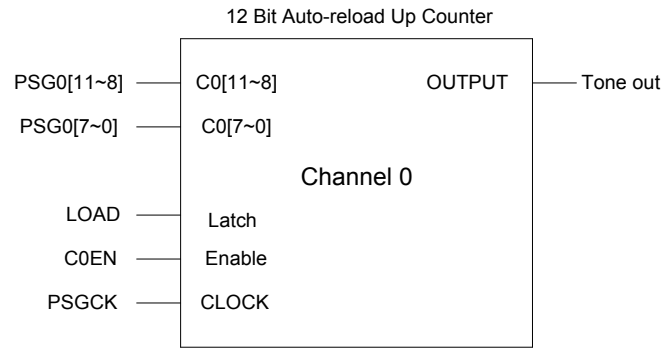 12 Bit Auto-reload Up Counter
PSG0[11~8] C0[11~8] OUTPUT Tone out
PSG0[7~0] C0[7~0]
Channel 0
LOAD Latch
C0EN Enable
PSGCK CLOCK